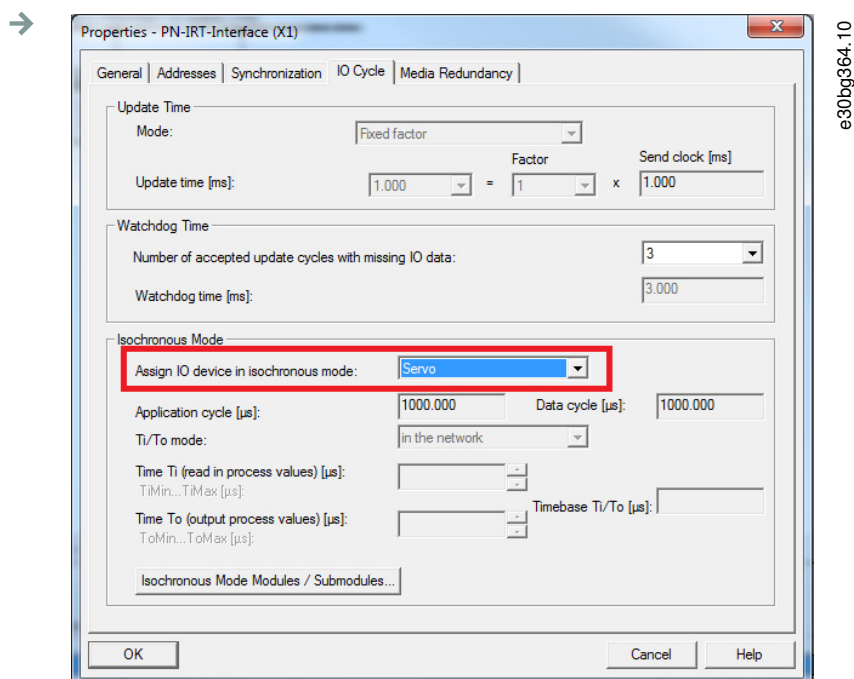 Properties - PN-IRT-Interface (X1)
General Addresses Synchronization IO Cycle Media Redundancy
Update Time
Mode: Fixed factor
Factor Send clock [ms]
Update time [ms]: 1.000 = 1 x 1.000
Watchdog Time
Number of accepted update cycles with missing IO data: 3
Watchdog time [ms]: 3.000
Isochronous Mode
Assign IO device in isochronous mode: Servo
Application cycle [µs]: 1000.000 Data cycle [µs]: 1000.000
Ti/To mode: in the network
Time Ti (read in process values) [µs]:
TiMin...TiMax [µs]:
Timebase Ti/To [µs]:
Time To (output process values) [µs]:
ToMin...ToMax [µs]:
Isochronous Mode Modules / Submodules...
OK Cancel Help
e30bg364.10